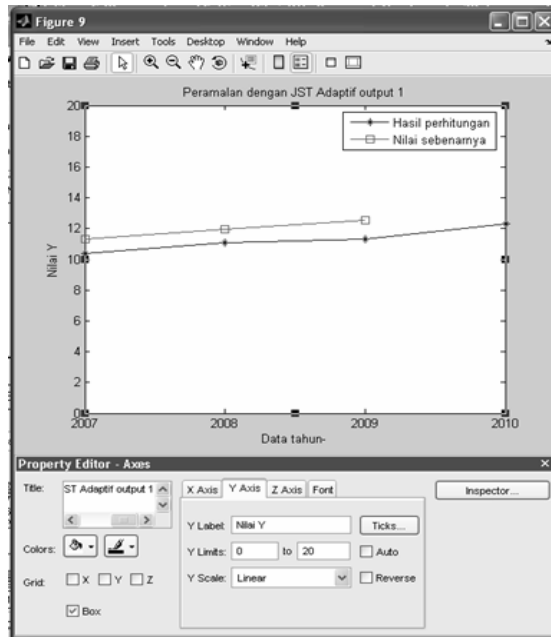 Figure 9
File Edit View Insert Tools Desktop Window Help
Peramalan dengan JST Adaptif output 1
Hasil perhitungan
Nilai sebenarnya
20
18
16
14
12
10
8
6
4
2
0
Nilai Y
2007 2008 2009 2010
Data tahun-
Property Editor - Axes
Title: ST Adaptif output 1
Colors:
Grid: X Y Z
Box
X Axis Y Axis Z Axis Font
Y Label: Nilai Y Ticks...
Y Limits: 0 to 20 Auto
Y Scale: Linear Reverse
Inspector...